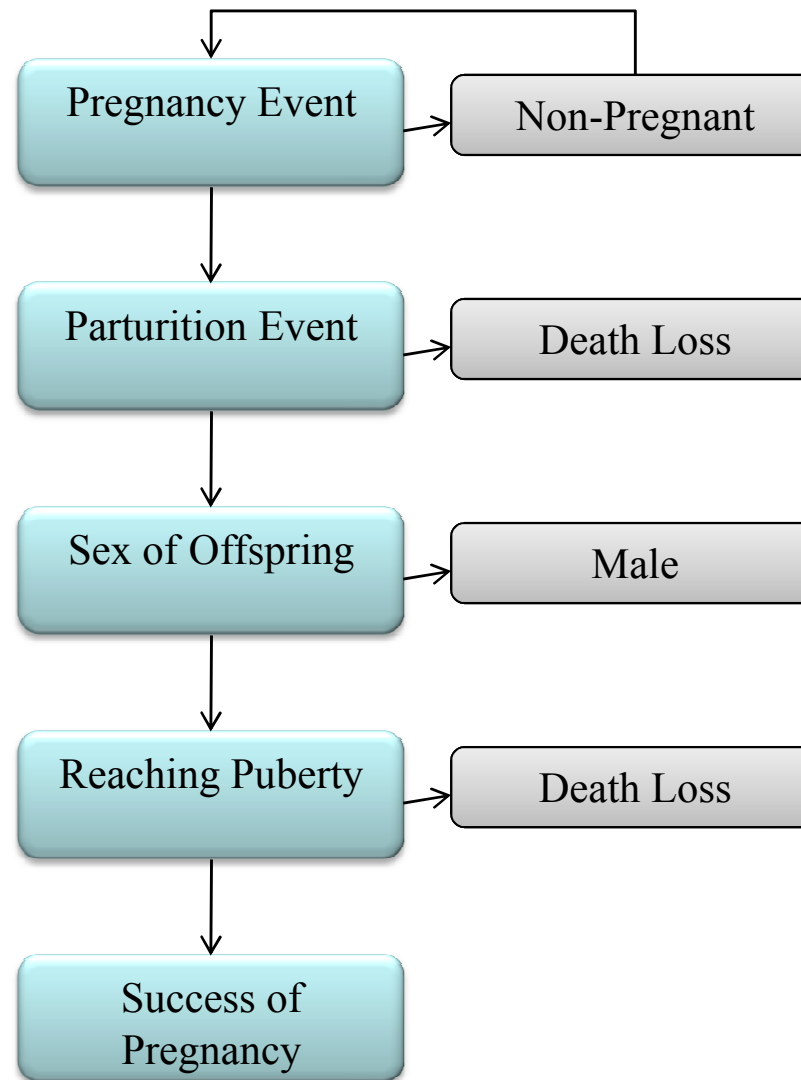 Pregnancy Event
Non-Pregnant
Parturition Event
Death Loss
Sex of Offspring
Male
Reaching Puberty
Death Loss
Success of
Pregnancy